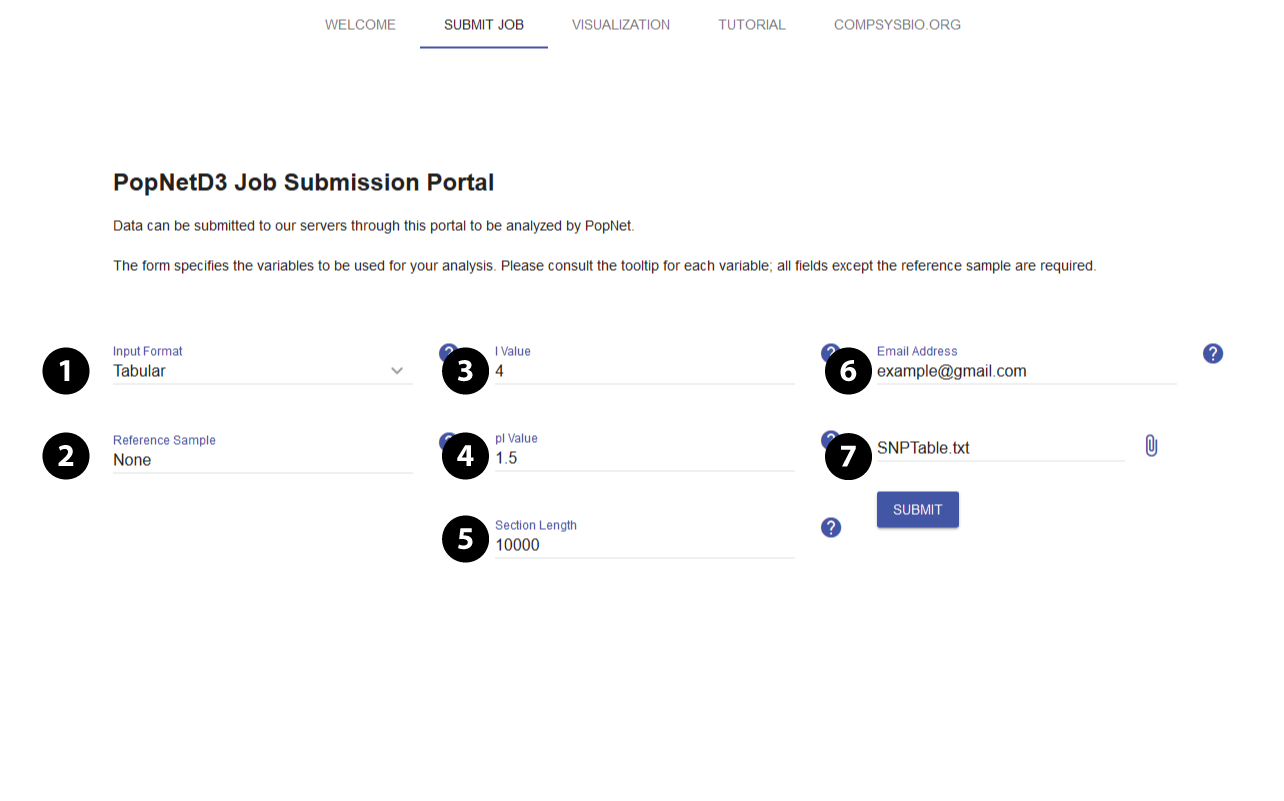 WELCOME SUBMIT JOB VISUALIZATION TUTORIAL COMPSYSBIO.ORG
PopNetD3 Job Submission Portal
Data can be submitted to our servers through this portal to be analyzed by PopNet.
The form specifies the variables to be used for your analysis. Please consult the tooltip for each variable; all fields except the reference sample are required.
1
Input Format
Tabular
?
2
Reference Sample
None
?
3
I Value
4
?
4
pI Value
1.5
?
5
Section Length
10000
?
6
Email Address
example@gmail.com
?
7
SNPTable.txt
SUBMIT